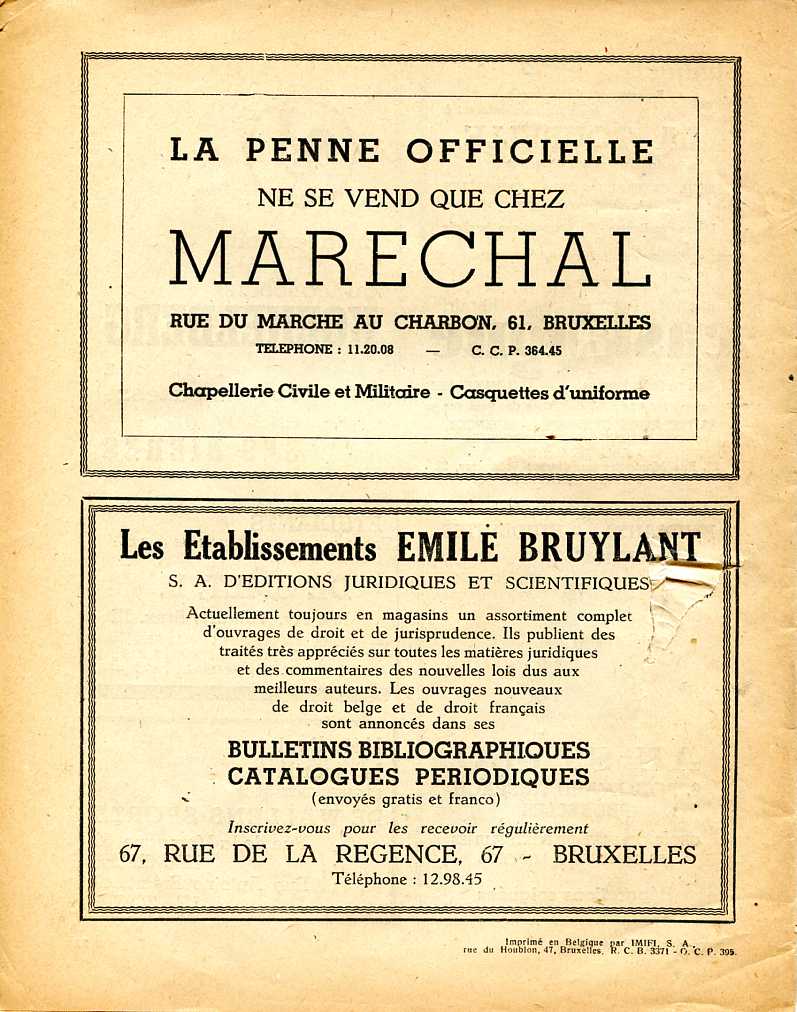 LA PENNE OFFICIELLE
NE SE VEND QUE CHEZ
MARECHAL
RUE DU MARCHE AU CHARBON, 61, BRUXELLES
TELEPHONE : 11.20.08 — C. C. P. 364.45
Chapellerie Civile et Militaire - Casquettes d'uniforme
Les Etablissements EMILE BRUYLANT
S. A. D'EDITIONS JURIDIQUES ET SCIENTIFIQUES
Actuellement toujours en magasins un assortiment complet
d'ouvrages de droit et de jurisprudence. Ils publient des
traités très appréciés sur toutes les matières juridiques
et des commentaires des nouvelles lois dus aux
meilleurs auteurs. Les ouvrages nouveaux
de droit belge et de droit français
sont annoncés dans ses
BULLETINS BIBLIOGRAPHIQUES
CATALOGUES PERIODIQUES
(envoyés gratis et franco)
Inscrivez-vous pour les recevoir régulièrement
67, RUE DE LA REGENCE, 67 - BRUXELLES
Téléphone : 12.98.45
Imprimé en Belgique par IMIFI, S. A.,
rue du Houblon, 47, Bruxelles. R. C. B. 3371 - O. C. P. 395.